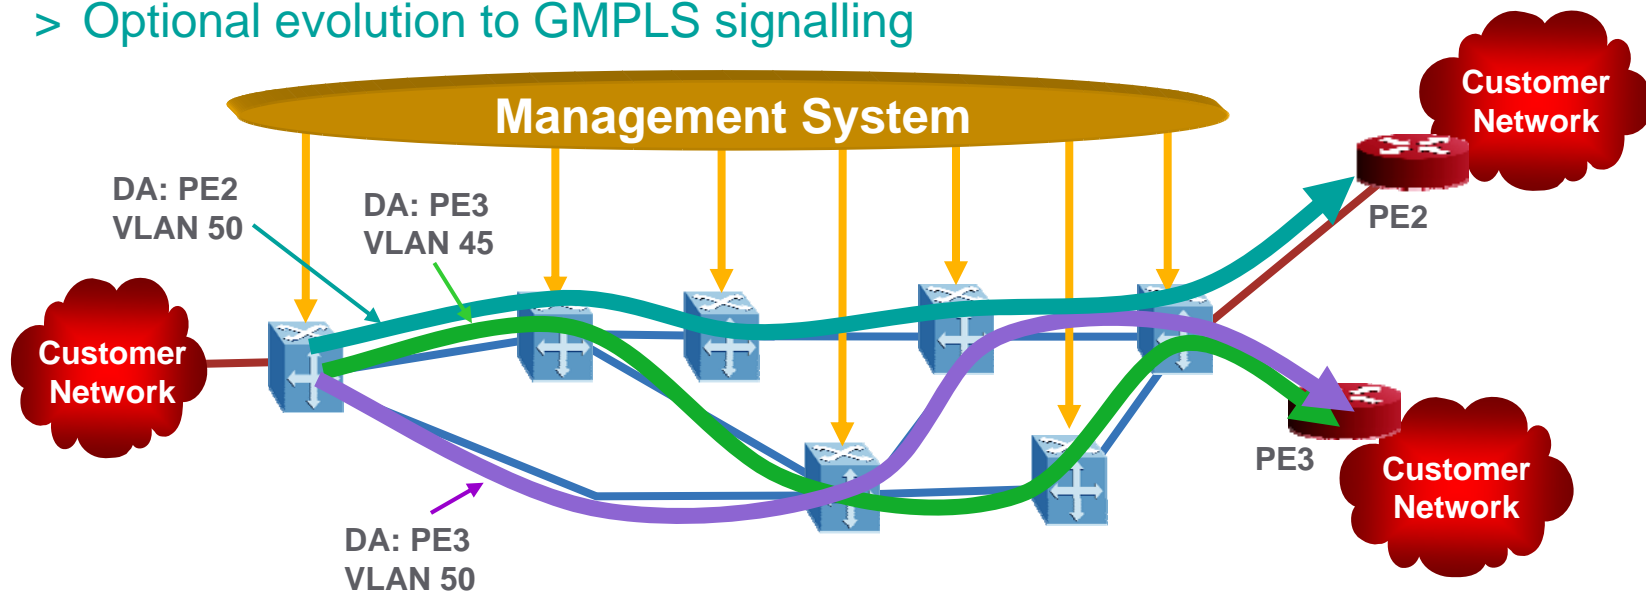 > Optional evolution to GMPLS signalling
Management System
Customer
Network
DA: PE2
VLAN 50
DA: PE3
VLAN 45
PE2
Customer
Network
PE3
Customer
Network
DA: PE3
VLAN 50